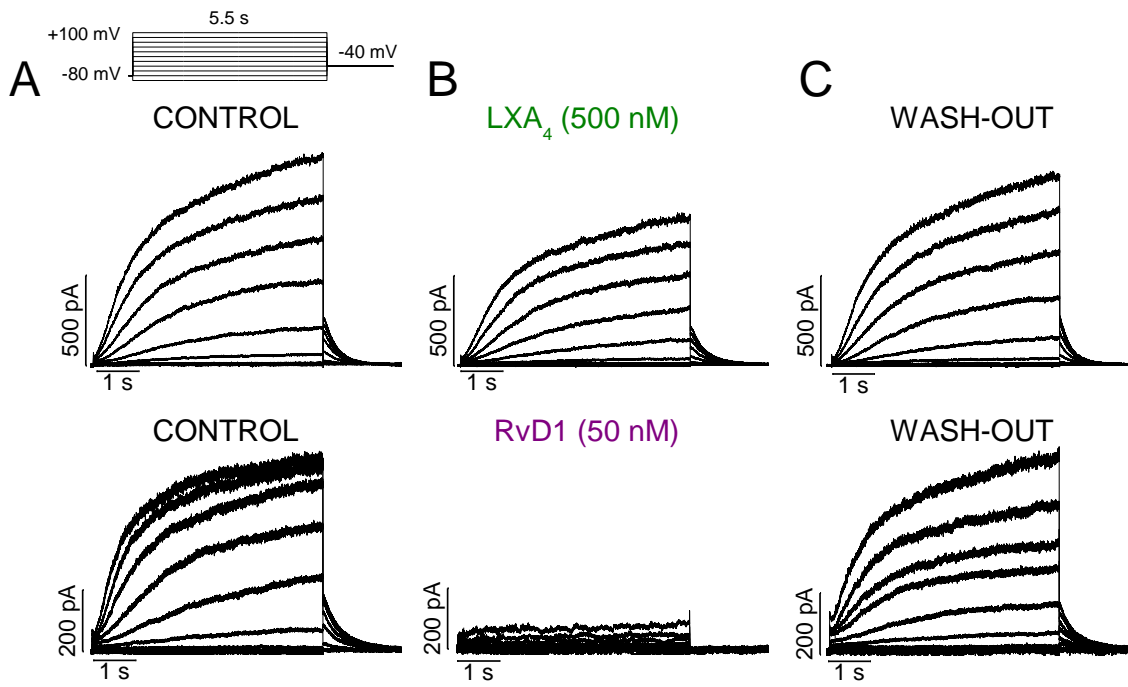 5.5 s
+100 mV
-40 mV
-80 mV
A
B
C
CONTROL
LXA4 (500 nM)
WASH-OUT
500 pA
500 pA
500 pA
1 s
1 s
1 s
CONTROL
RvD1 (50 nM)
WASH-OUT
200 pA
200 pA
200 pA
1 s
1 s
1 s